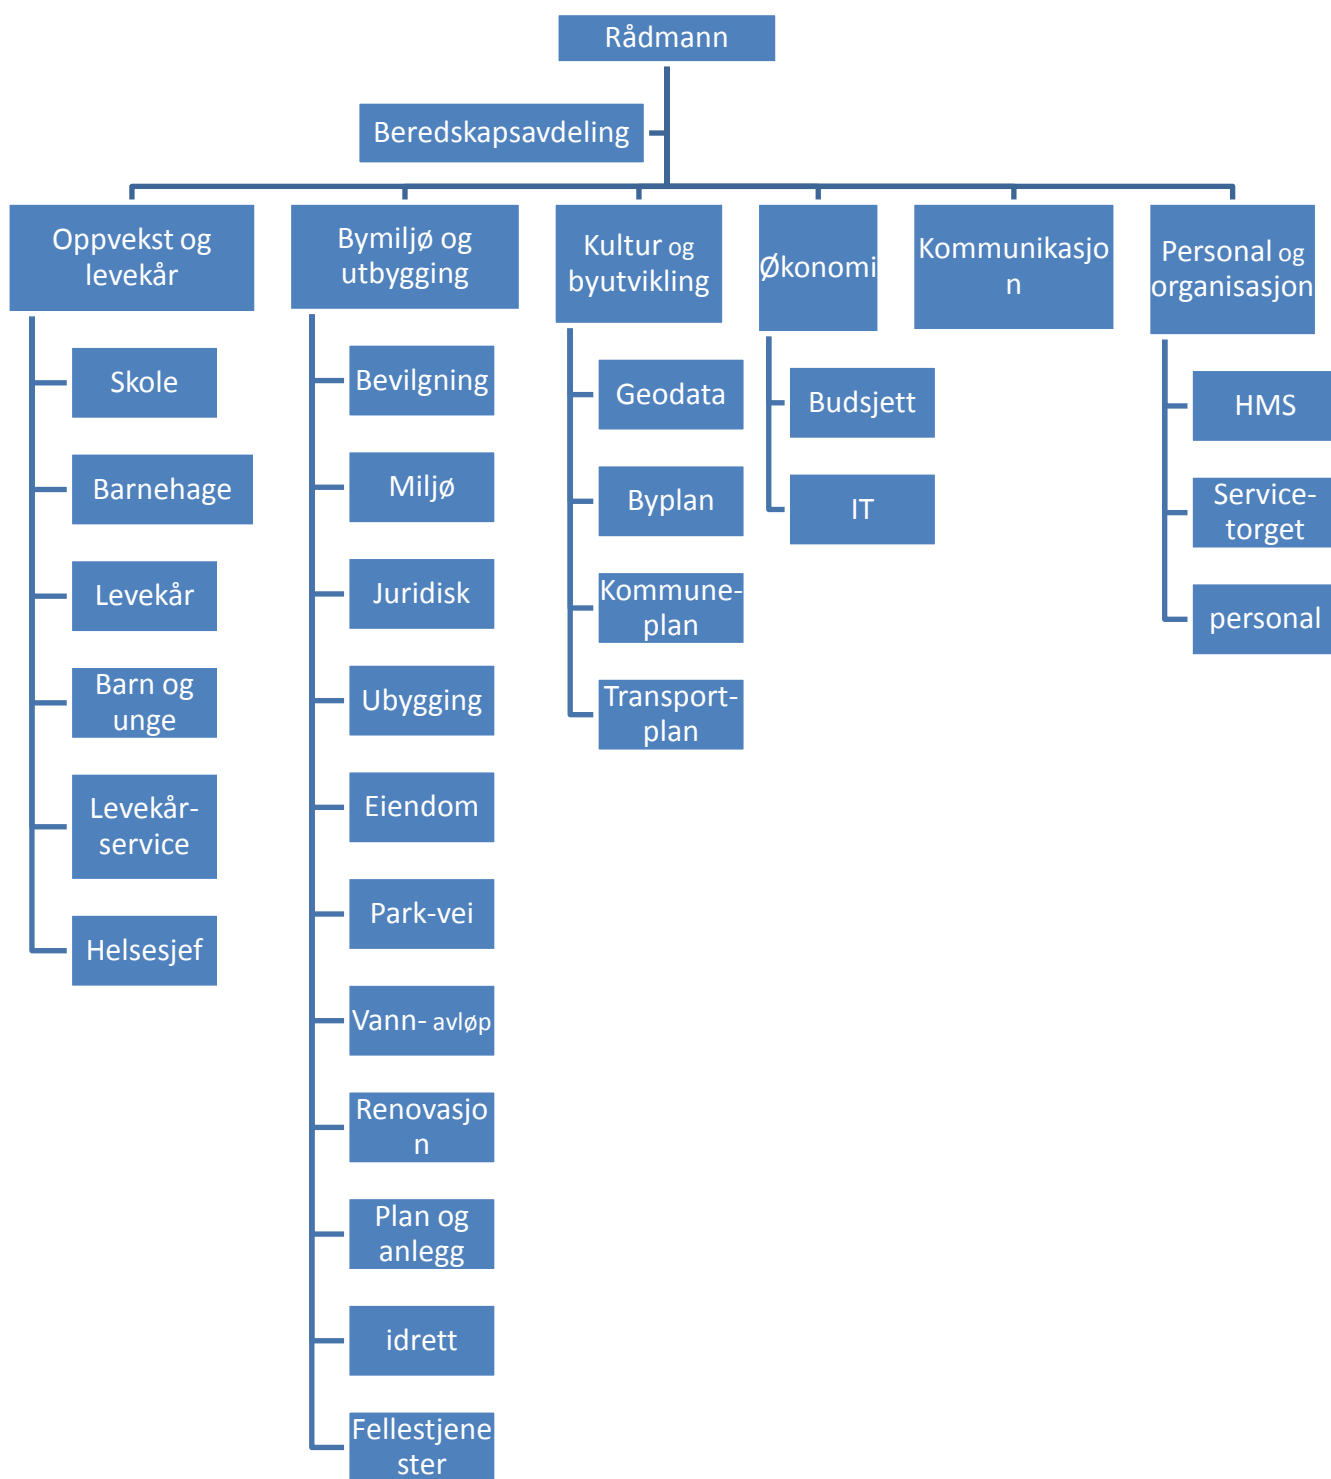 Rådmann
Beredskapsavdeling
Oppvekst og
levekår
Skole
Barnehage
Levekår
Barn og
unge
Levekår-
service
Helsesjef
Bymiljø og
utbygging
Bevilgning
Miljø
Juridisk
Ubygging
Eiendom
Park-vei
Vann- avløp
Renovasjo
n
Plan og
anlegg
idrett
Fellestjene
ster
Kultur og
byutvikling
Geodata
Byplan
Kommune-
plan
Transport-
plan
Økonomi
Budsjett
IT
Kommunikasjo
n
Personal og
organisasjon
HMS
Service-
torget
personal